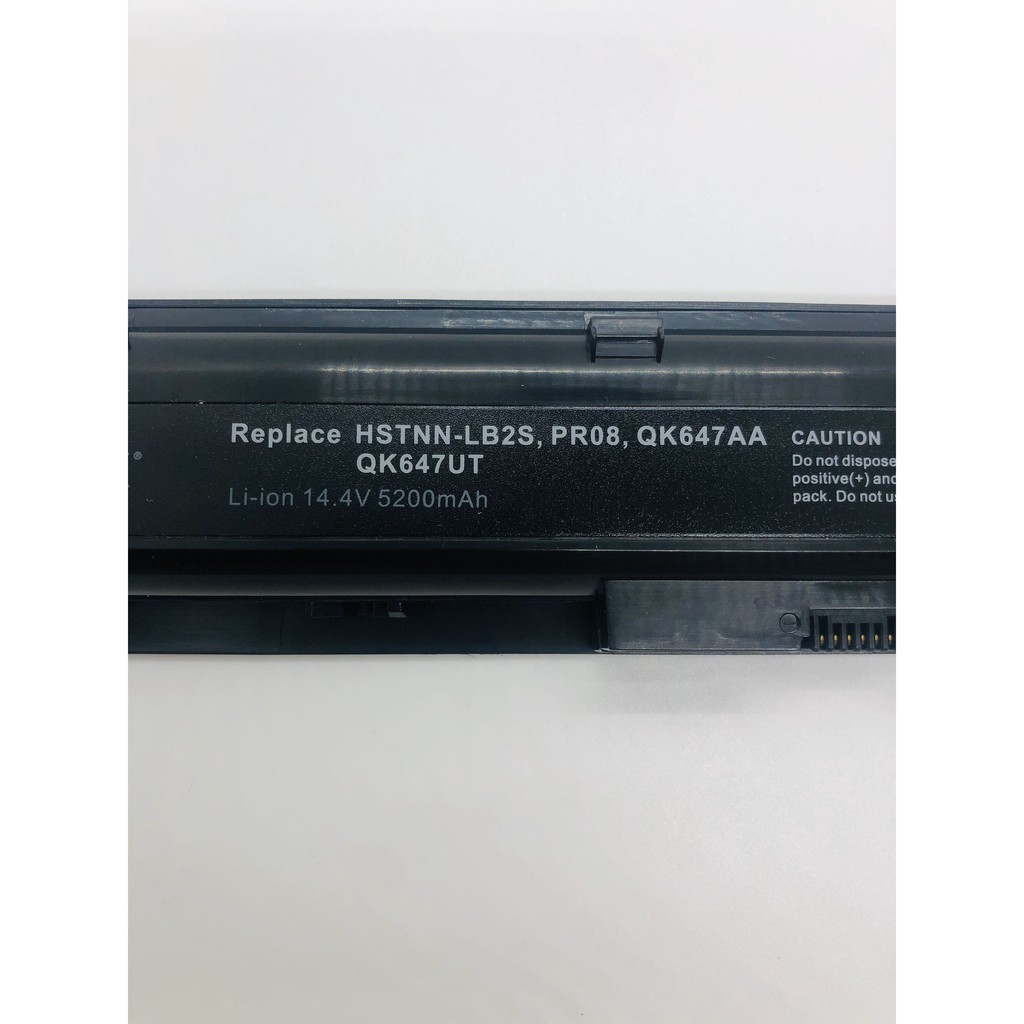 Replace HSTNN-LB2S, PR08, QK647AA
QK647UT
Li-ion 14.4V 5200mAh
CAUTION
Do not dispose
positive(+) and
pack. Do not